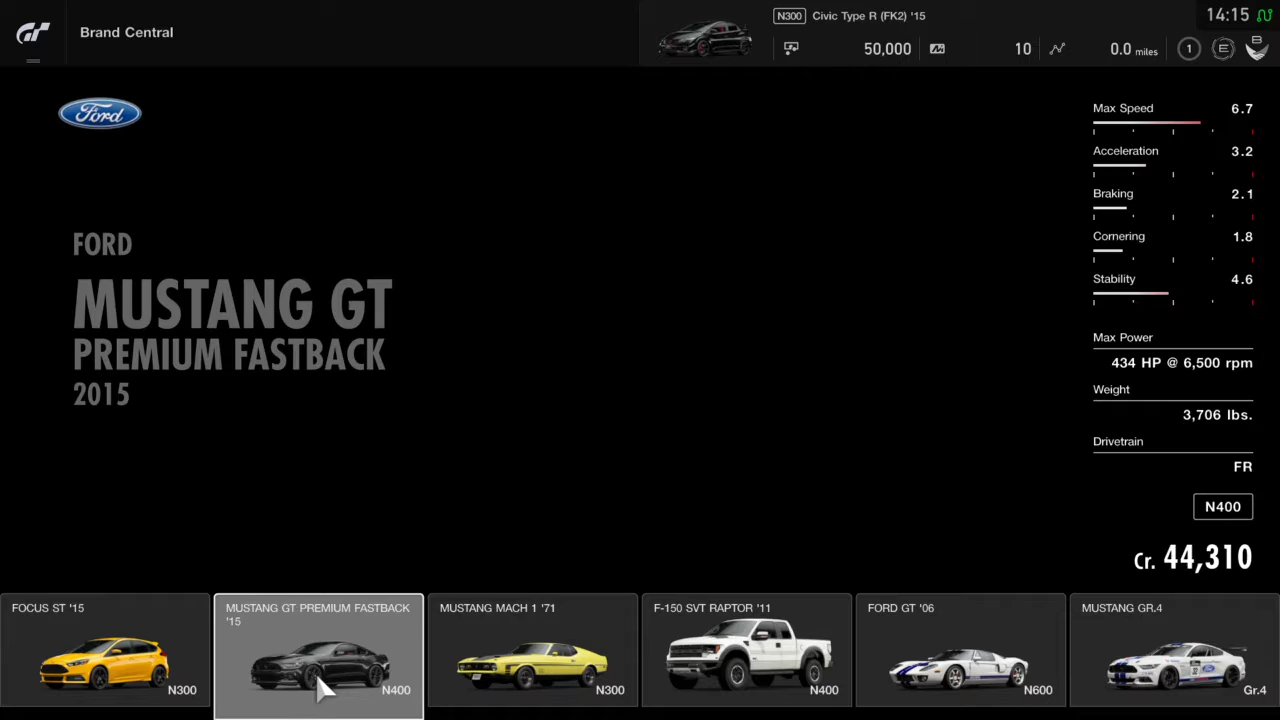 Brand Central
N300 Civic Type R (FK2) '15
14:15
50,000
10
0.0 miles
1
E
B
Ford
FORD
MUSTANG GT
PREMIUM FASTBACK
2015
Max Speed 6.7
Acceleration 3.2
Braking 2.1
Cornering 1.8
Stability 4.6
Max Power
434 HP @ 6,500 rpm
Weight
3,706 lbs.
Drivetrain
FR
N400
Cr. 44,310
FOCUS ST '15
N300
MUSTANG GT PREMIUM FASTBACK
'15
N400
MUSTANG MACH 1 '71
N300
F-150 SVT RAPTOR '11
N400
FORD GT '06
N600
MUSTANG GR.4
Gr.4